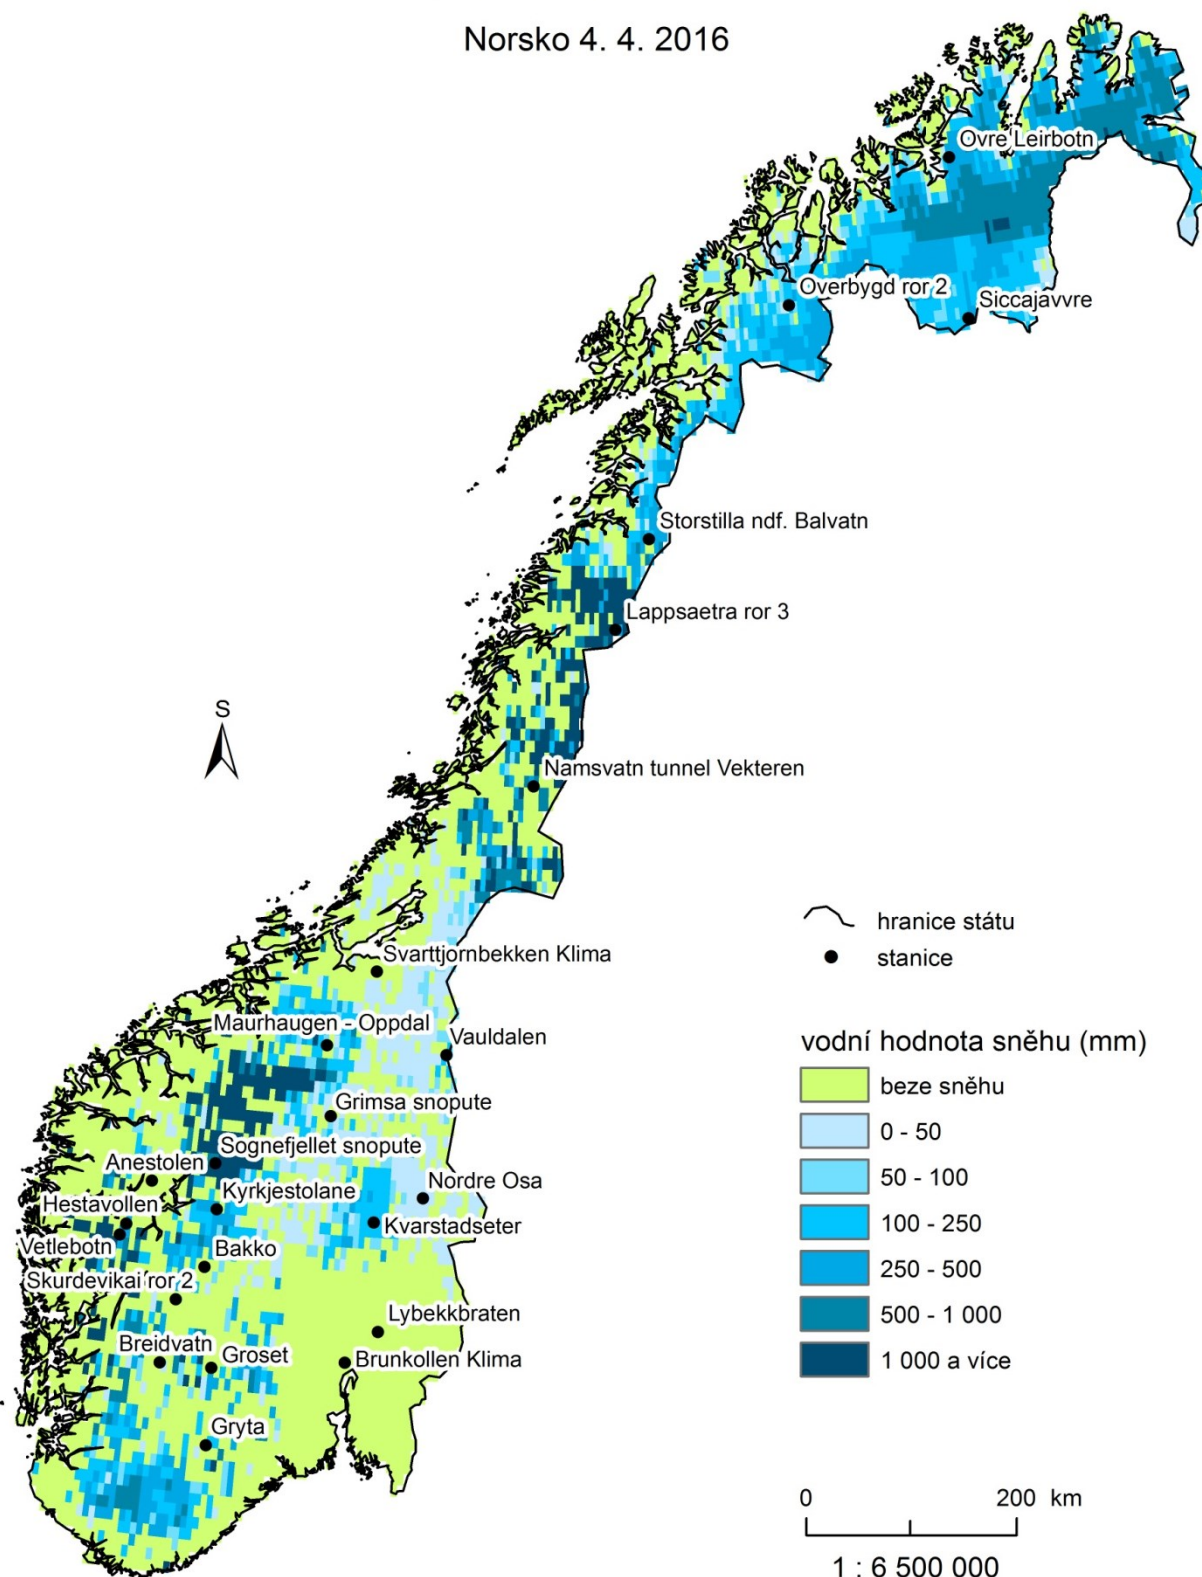 Norsko 4. 4. 2016
Ovre Leirbotn
Overbygd ror 2
Siccajavvre
Storstilla ndf. Balvatn
Lappsaetra ror 3
S
Namsvatn tunnel Vekteren
hranice státu
Svarttjornbekken Klima
stanice
Maurhaugen - Oppdal
Vauldalen
vodní hodnota sněhu (mm)
beze sněhu
Grimsa snopute
0 - 50
Sognefjellet snopute
Anestolen
50 - 100
Nordre Osa
Hestavollen
Kyrkjestolane
Kvarstadseter
100 - 250
Vetlebotn
Bakko
250 - 500
Skurdevikai ror 2
Lybekkbraten
500 - 1 000
Breidvatn
Groset
Brunkollen Klima
1 000 a více
Gryta
0 200 km
1 : 6 500 000